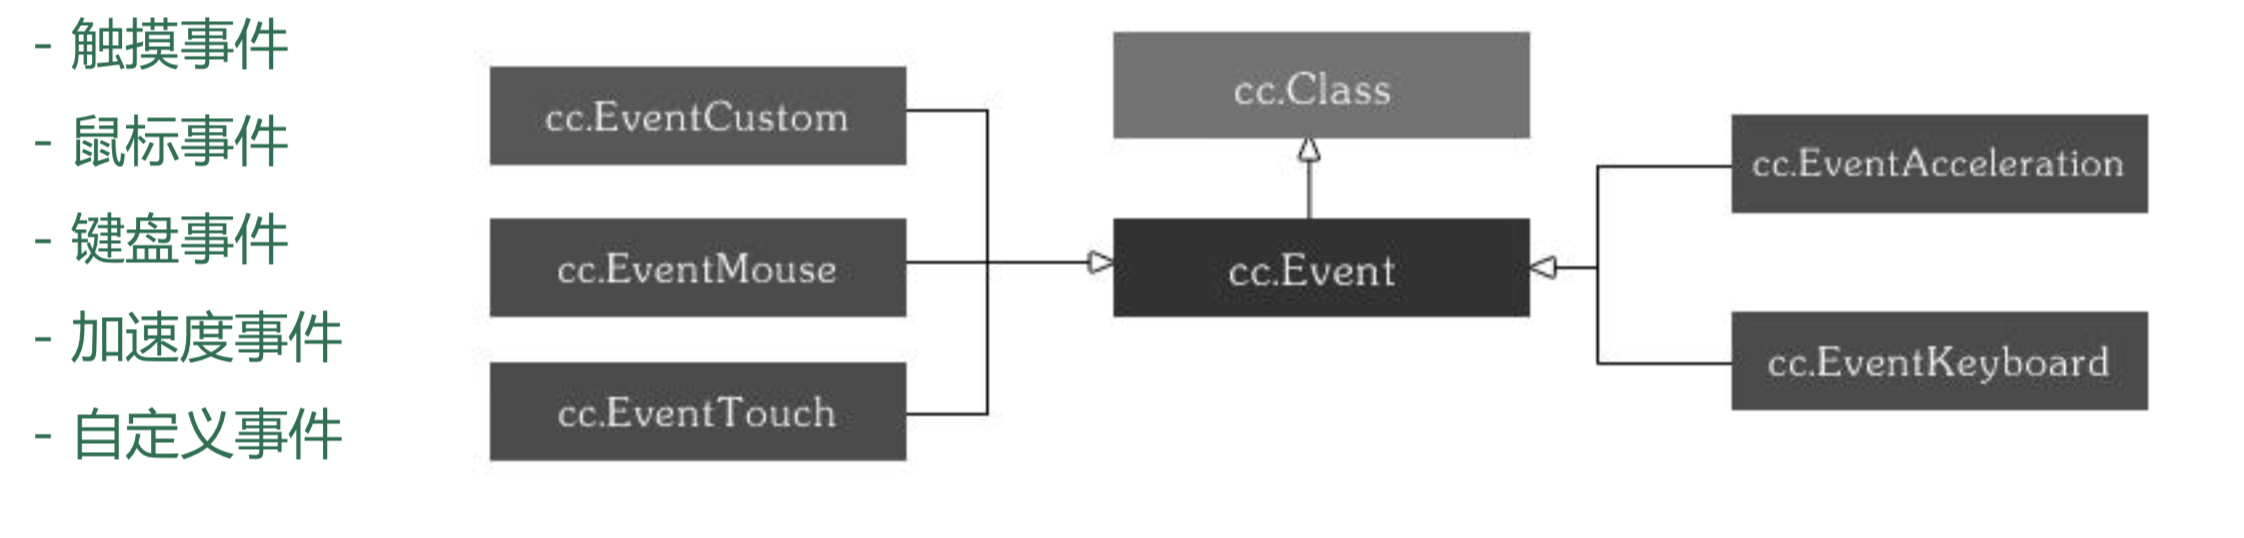 - 触摸事件
- 鼠标事件
- 键盘事件
- 加速度事件
- 自定义事件
cc.EventCustom
cc.EventMouse
cc.EventTouch
cc.Class
cc.Event
cc.EventAcceleration
cc.EventKeyboard